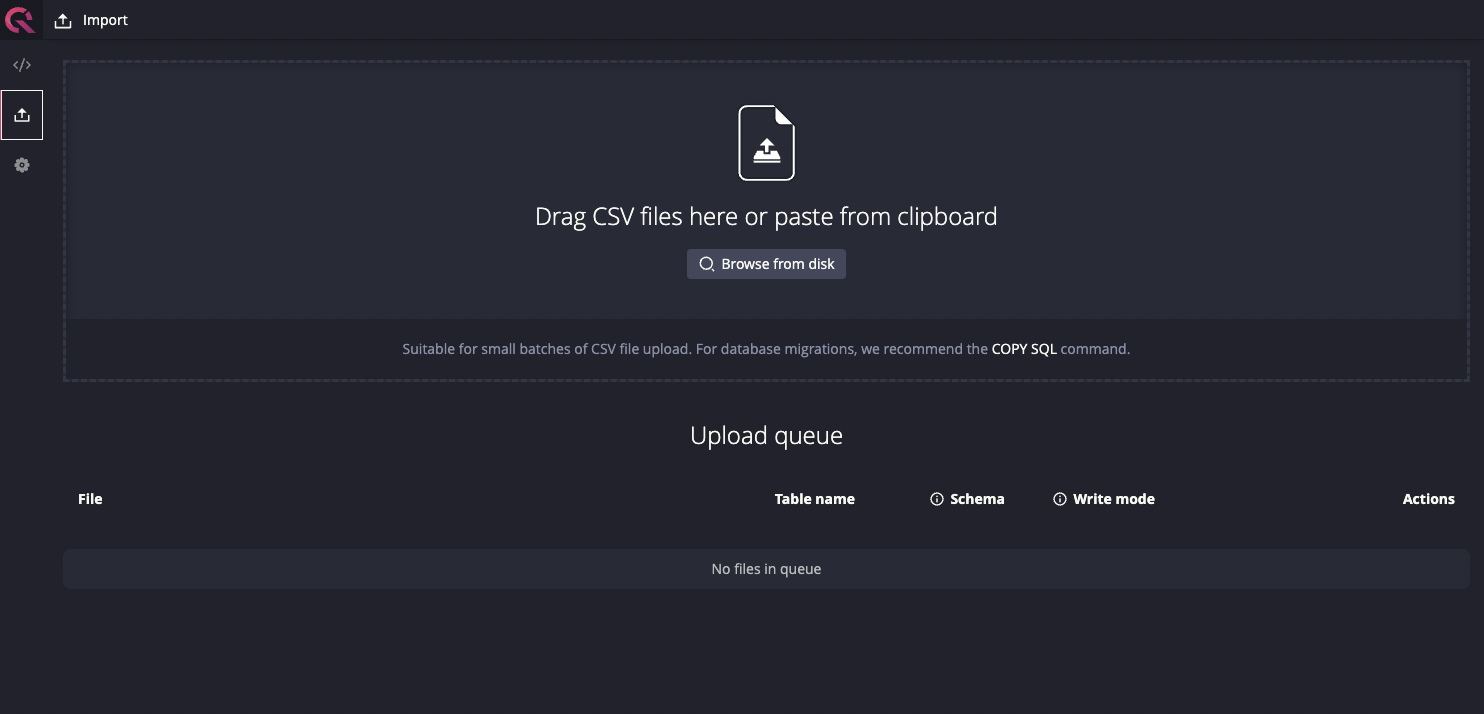 Import
Drag CSV files here or paste from clipboard
Browse from disk
Suitable for small batches of CSV file upload. For database migrations, we recommend the COPY SQL command.
Upload queue
File Table name Schema Write mode Actions
No files in queue